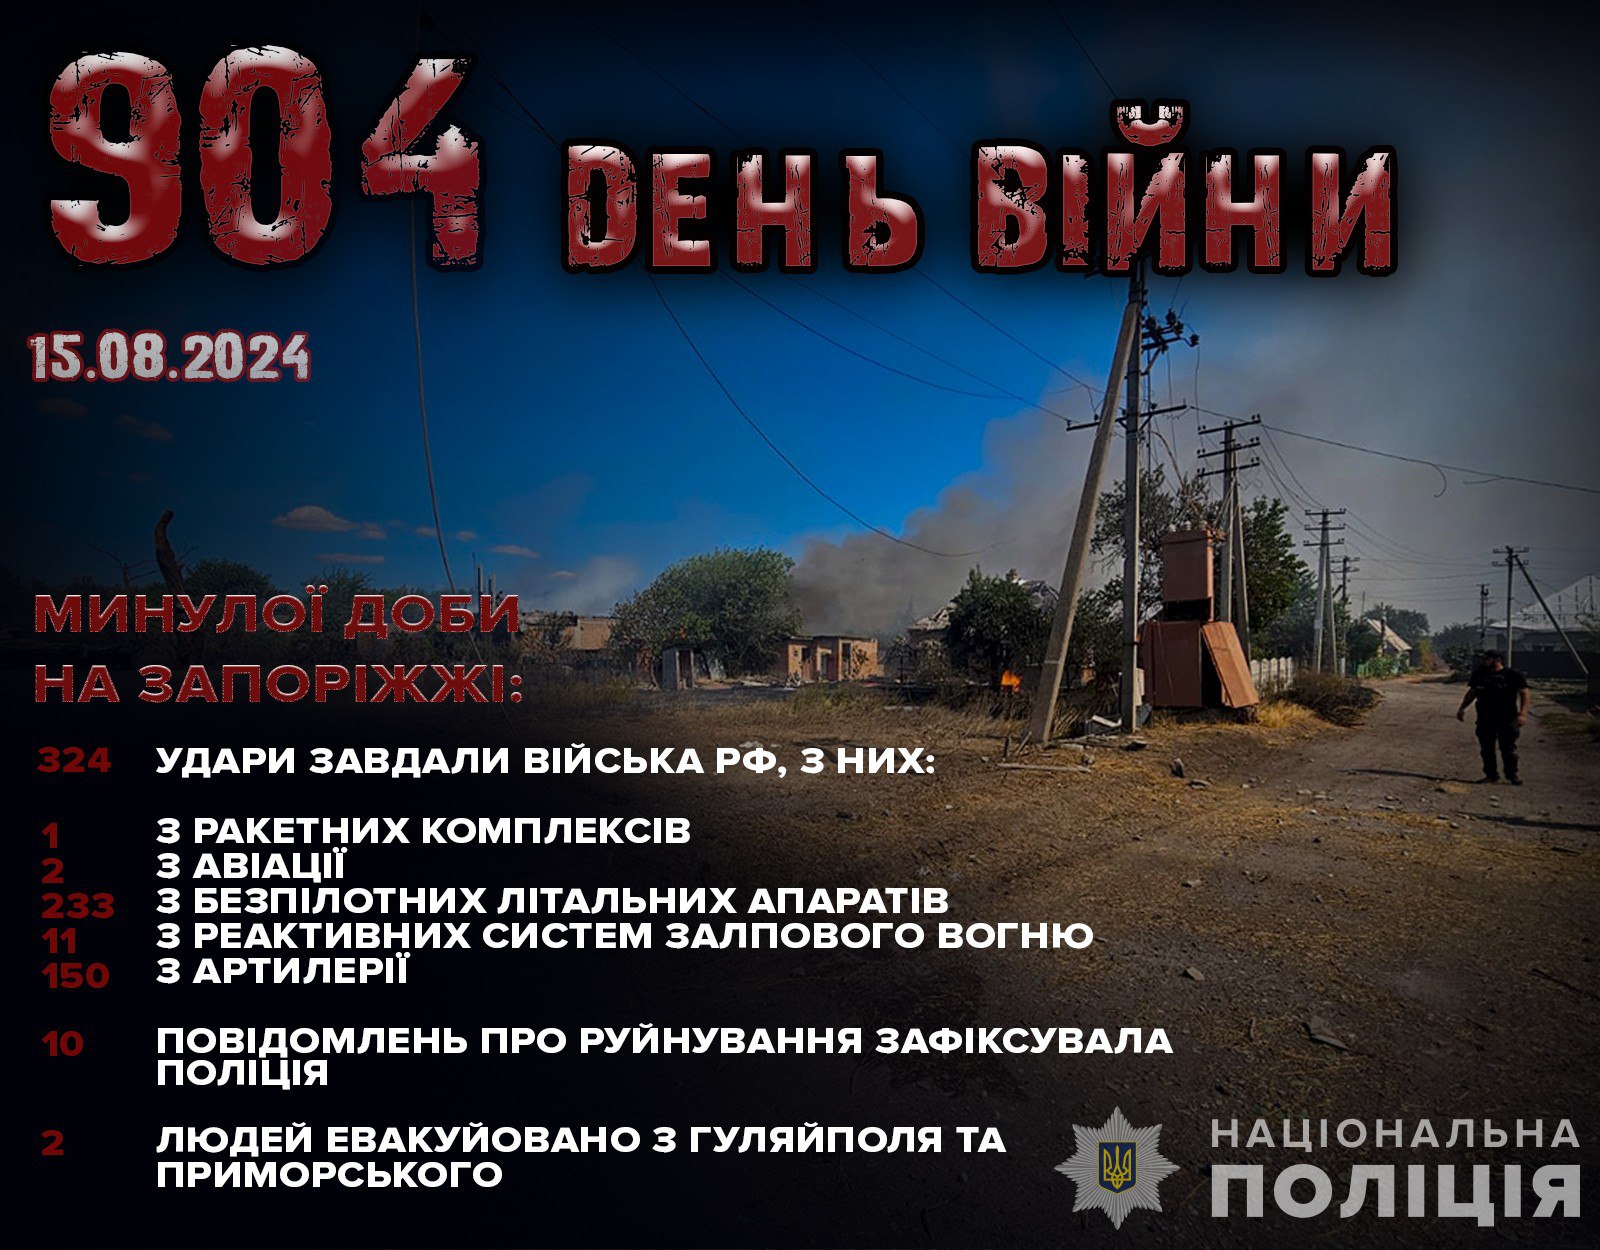 904 ДЕНЬ ВІЙНИ
15.08.2024
МИНУЛОЇ ДОБИ
НА ЗАПОРІЖЖІ:
324 УДАРИ ЗАВДАЛИ ВІЙСЬКА РФ, З НИХ:
1 З РАКЕТНИХ КОМПЛЕКСІВ
2 З АВІАЦІЇ
233 З БЕЗПІЛОТНИХ ЛІТАЛЬНИХ АПАРАТІВ
11 З РЕАКТИВНИХ СИСТЕМ ЗАЛПОВОГО ВОГНЮ
150 З АРТИЛЕРІЇ
10 ПОВІДОМЛЕНЬ ПРО РУЙНУВАННЯ ЗАФІКСУВАЛА
ПОЛІЦІЯ
2 ЛЮДЕЙ ЕВАКУЙОВАНО З ГУЛЯЙПОЛЯ ТА
ПРИМОРСЬКОГО
НАЦІОНАЛЬНА
ПОЛІЦІЯ